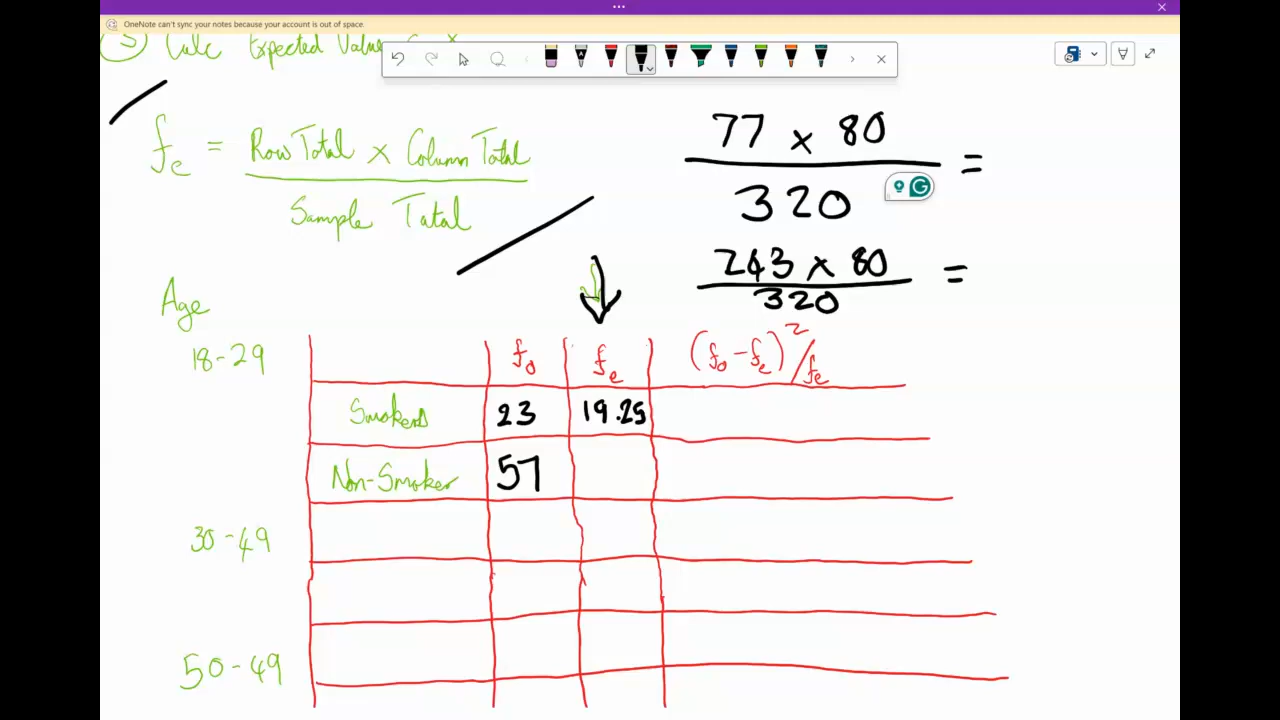 OneNote can't sync your notes because your account is out of space.
3 Calc Expected Value
fe = Row Total x Column Total
Sample Tatal
77 x 80
320
=
243 x 80
320
=
Age
fo fe (fo - fe)²/fe
18-29
Smokers 23 19.25
Non-Smoker 57
30-49
50-49